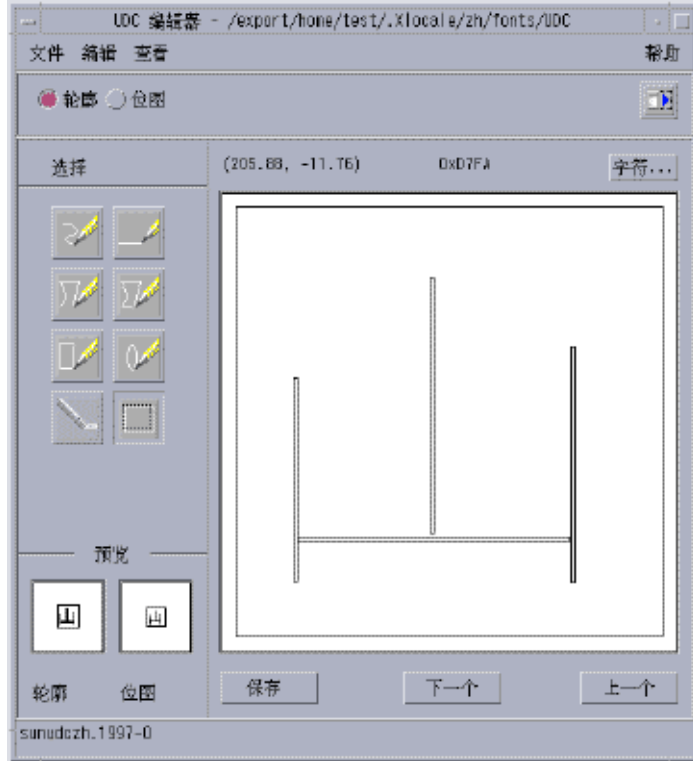 UDC 编辑器 - /export/home/test/.Xlocale/zh/fonts/UDC
文件 编辑 查看 帮助
轮廓 位图
选择
(205.88, -11.76) 0xD7FA 字符...
预览
轮廓 位图
保存 下一个 上一个
sunudczh.1997-0